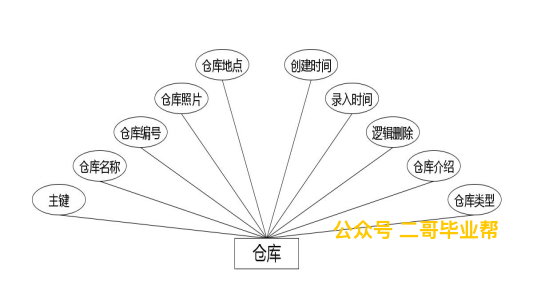 仓库地点 创建时间
仓库照片 录入时间
仓库编号 逻辑删除
仓库名称 仓库介绍
主键 仓库类型
公众号 二哥毕业帮
仓库